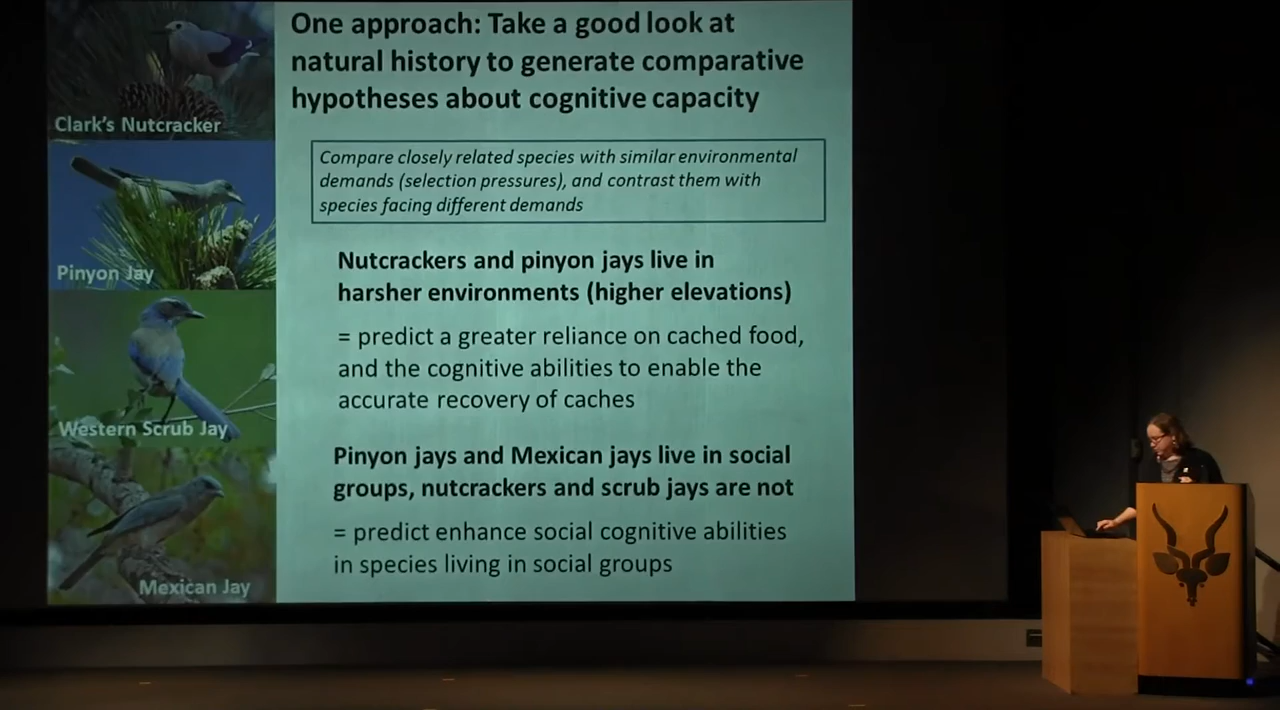 One approach: Take a good look at
natural history to generate comparative
hypotheses about cognitive capacity
Clark's Nutcracker
Compare closely related species with similar environmental
demands (selection pressures), and contrast them with
species facing different demands
Pinyon Jay
Nutcrackers and pinyon jays live in
harsher environments (higher elevations)
= predict a greater reliance on cached food,
and the cognitive abilities to enable the
accurate recovery of caches
Western Scrub Jay
Pinyon jays and Mexican jays live in social
groups, nutcrackers and scrub jays are not
= predict enhance social cognitive abilities
in species living in social groups
Mexican Jay